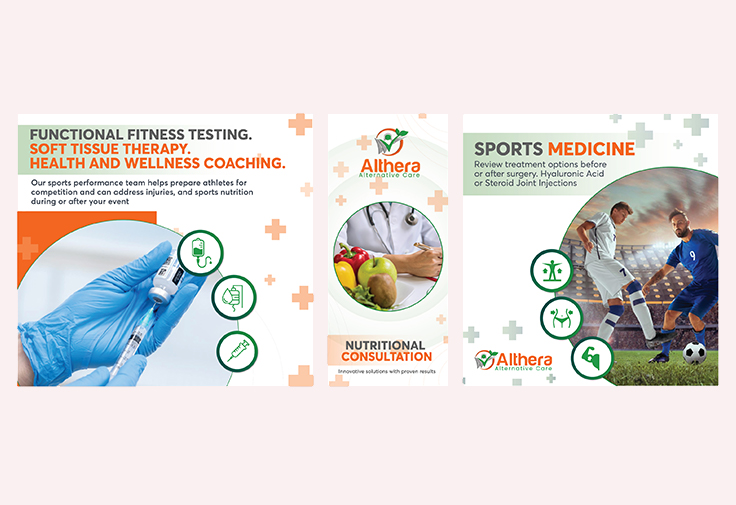 FUNCTIONAL FITNESS TESTING.
SOFT TISSUE THERAPY.
HEALTH AND WELLNESS COACHING.
Our sports performance team helps prepare athletes for
competition and can address injuries, and sports nutrition
during or after your event
Althera
Alternative Care
NUTRITIONAL
CONSULTATION
Innovative solutions with proven results
SPORTS MEDICINE
Review treatment options before
or after surgery. Hyaluronic Acid
or Steroid Joint Injections
7
9
7
Althera
Alternative Care